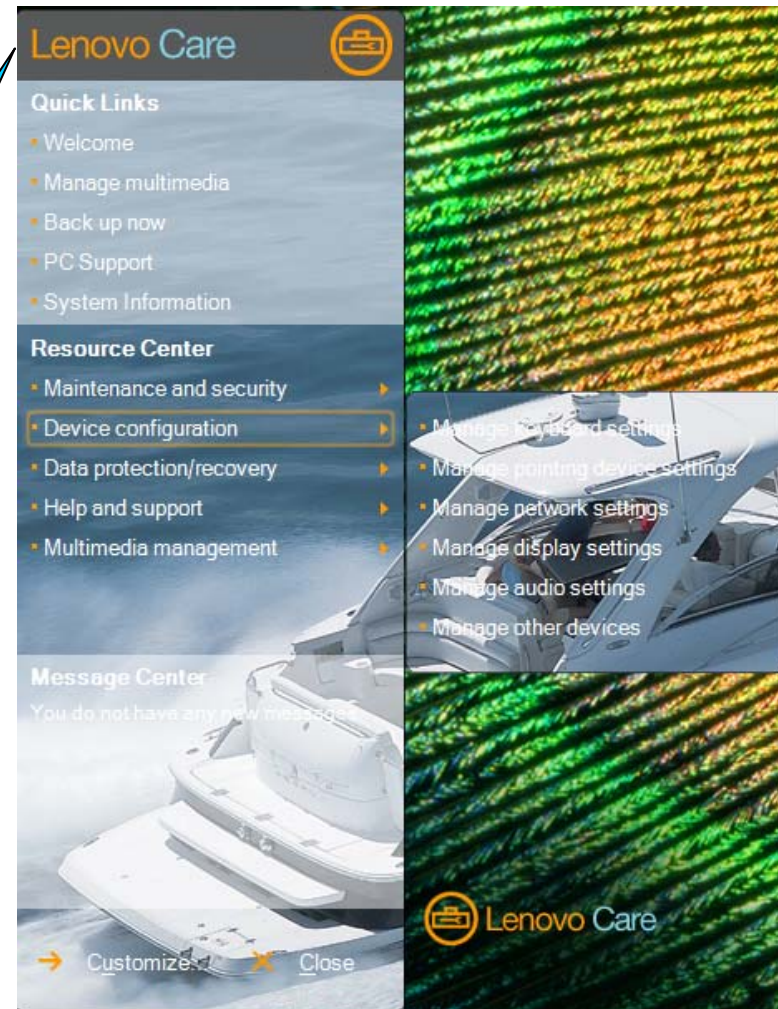 Lenovo Care
Quick Links
Welcome
Manage multimedia
Back up now
PC Support
System Information
Resource Center
Maintenance and security
Device configuration
Data protection/recovery
Help and support
Multimedia management
Manage keyboard settings
Manage pointing device settings
Manage network settings
Manage display settings
Manage audio settings
Manage other devices
Message Center
You do not have any new messages
Customize
Close
Lenovo Care